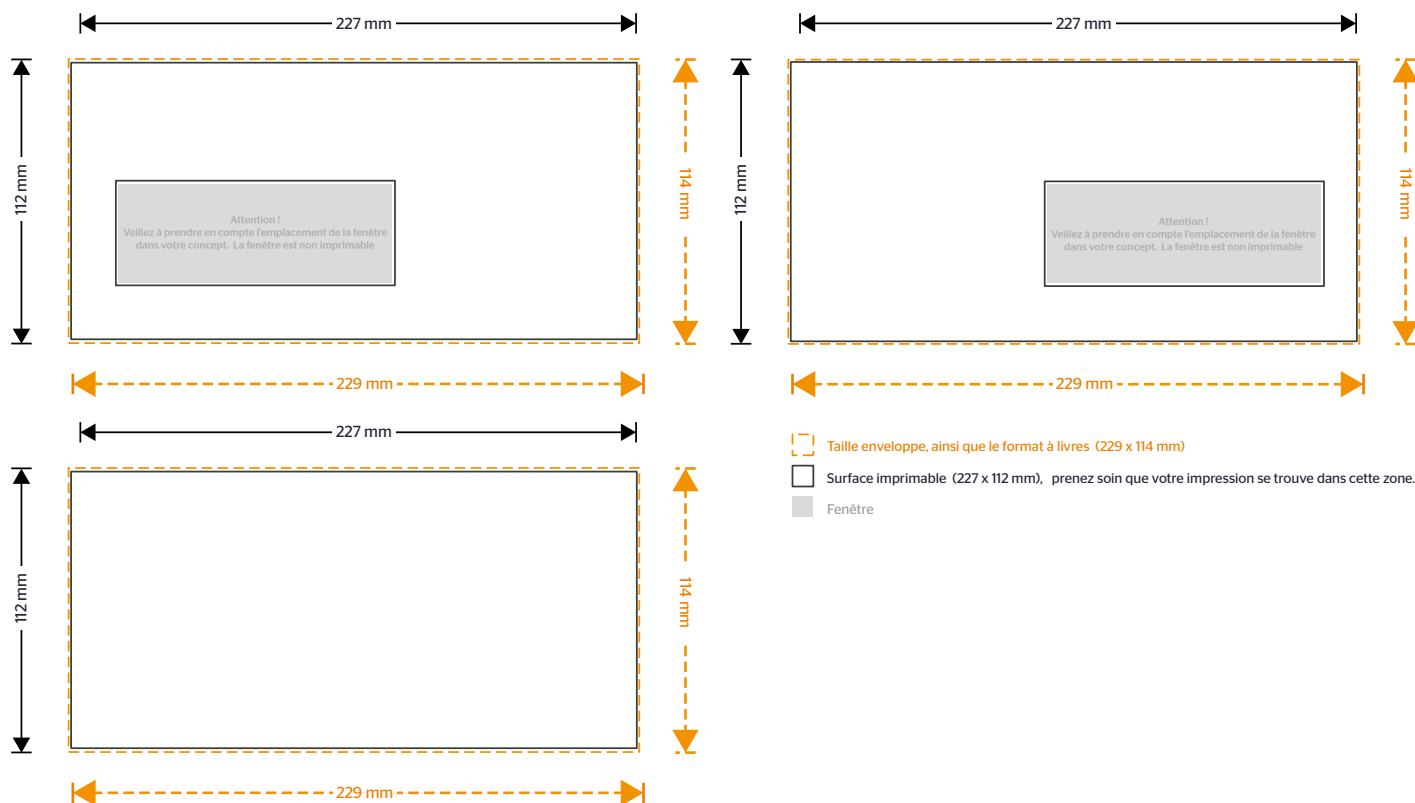 227 mm
112 mm
Attention !
Veillez à prendre en compte l'emplacement de la fenêtre
dans votre concept. La fenêtre est non imprimable
114 mm
229 mm
227 mm
112 mm
Attention !
Veillez à prendre en compte l'emplacement de la fenêtre
dans votre concept. La fenêtre est non imprimable
114 mm
229 mm
227 mm
112 mm
114 mm
229 mm
Taille enveloppe, ainsi que le format à livres (229 x 114 mm)
Surface imprimable (227 x 112 mm), prenez soin que votre impression se trouve dans cette zone.
Fenêtre